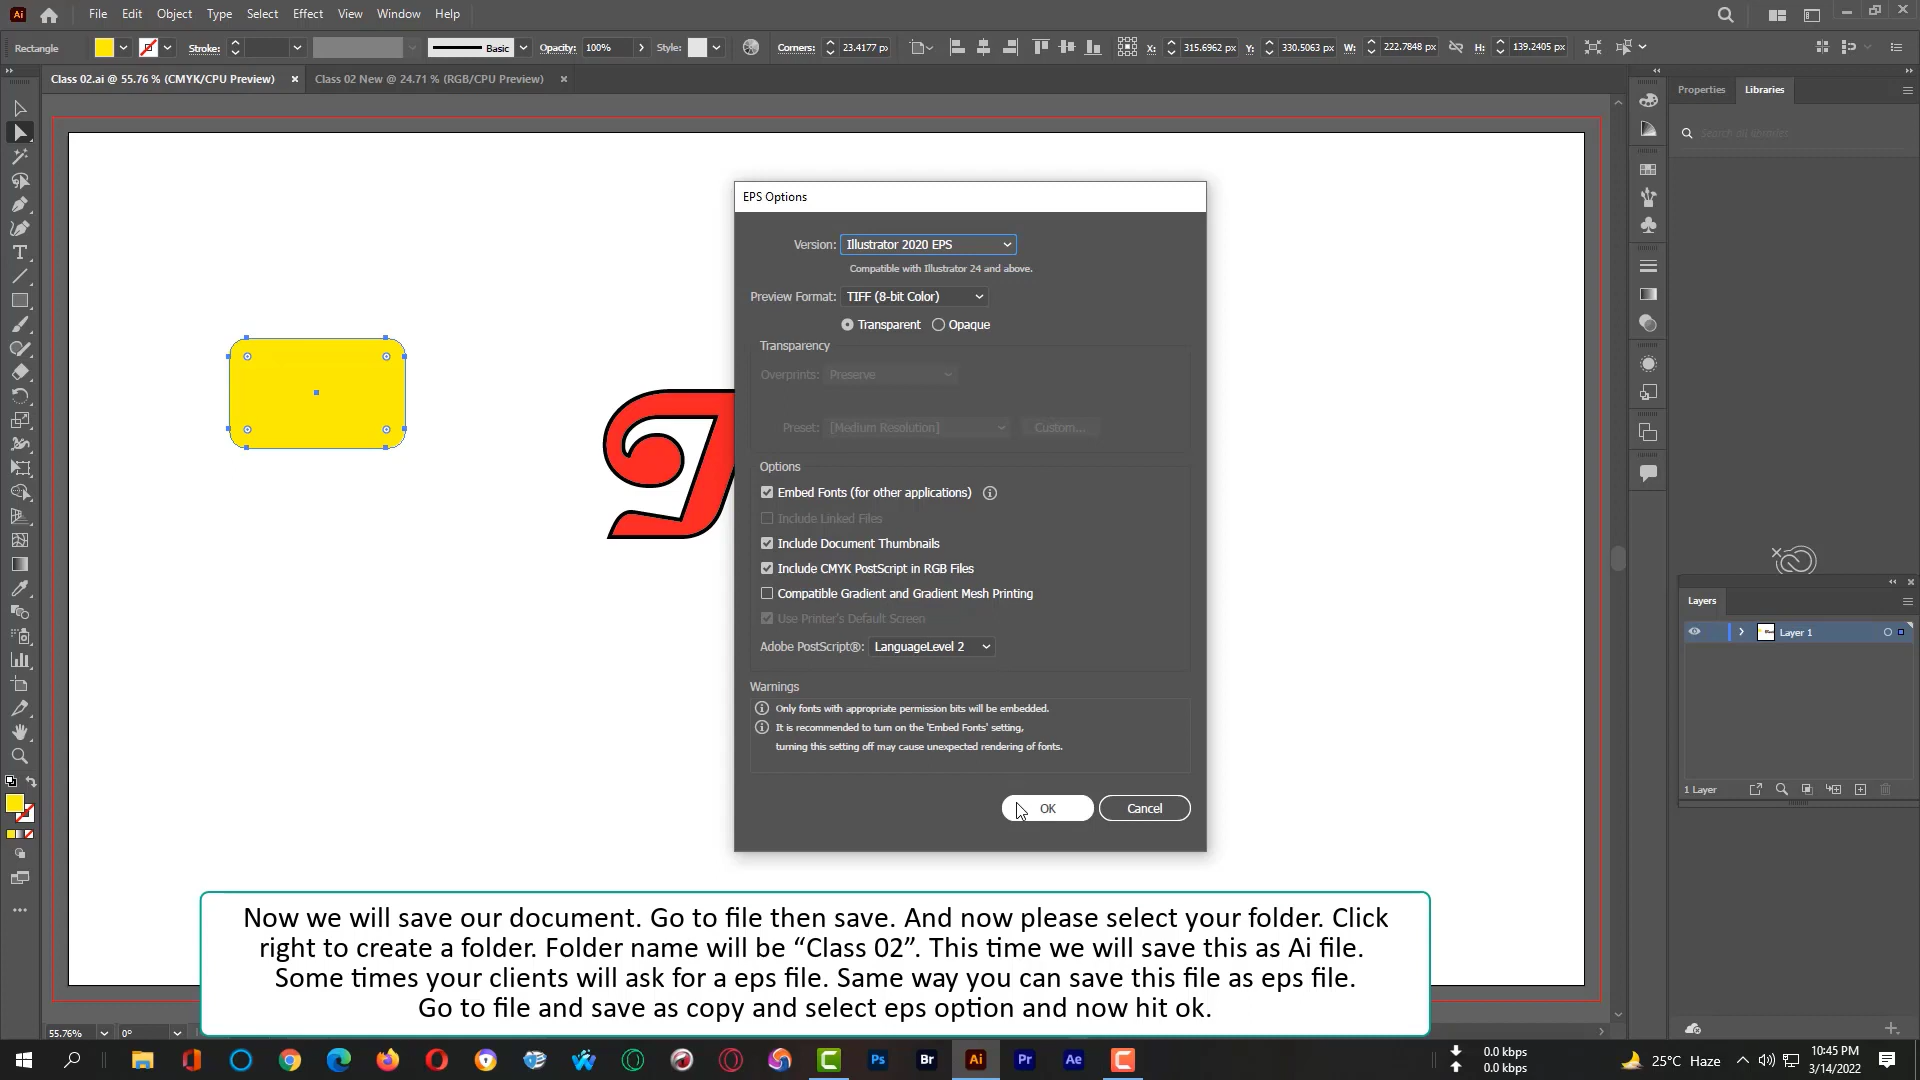 File Edit Object Type Select Effect View Window Help
Rectangle Stroke: Basic Opacity: 100% Style: Corners: 23.4177 px X: 315.6962 px Y: 330.5063 px W: 222.7848 px H: 139.2405 px
Class 02.ai @ 55.76 % (CMYK/CPU Preview) × Class 02 New @ 24.71 % (RGB/CPU Preview) ×
Properties Libraries
Search all libraries
EPS Options
Version: Illustrator 2020 EPS
Compatible with Illustrator 24 and above.
Preview Format: TIFF (8-bit Color)
Transparent Opaque
Transparency
Overprints: Preserve
Preset: [Medium Resolution] Custom...
Options
Embed Fonts (for other applications)
Include Linked Files
Include Document Thumbnails
Include CMYK PostScript in RGB Files
Compatible Gradient and Gradient Mesh Printing
Use Printer's Default Screen
Adobe PostScript®: LanguageLevel 2
Warnings
Only fonts with appropriate permission bits will be embedded.
It is recommended to turn on the 'Embed Fonts' setting,
turning this setting off may cause unexpected rendering of fonts.
OK Cancel
Layers
Layer 1
1 Layer
Now we will save our document. Go to file then save. And now please select your folder. Click
right to create a folder. Folder name will be “Class 02”. This time we will save this as Ai file.
Some times your clients will ask for a eps file. Same way you can save this file as eps file.
Go to file and save as copy and select eps option and now hit ok.
55.76% 0°
Ps Br Ai Pr Ae
0.0 kbps
0.0 kbps
25°C Haze
10:45 PM
3/14/2022